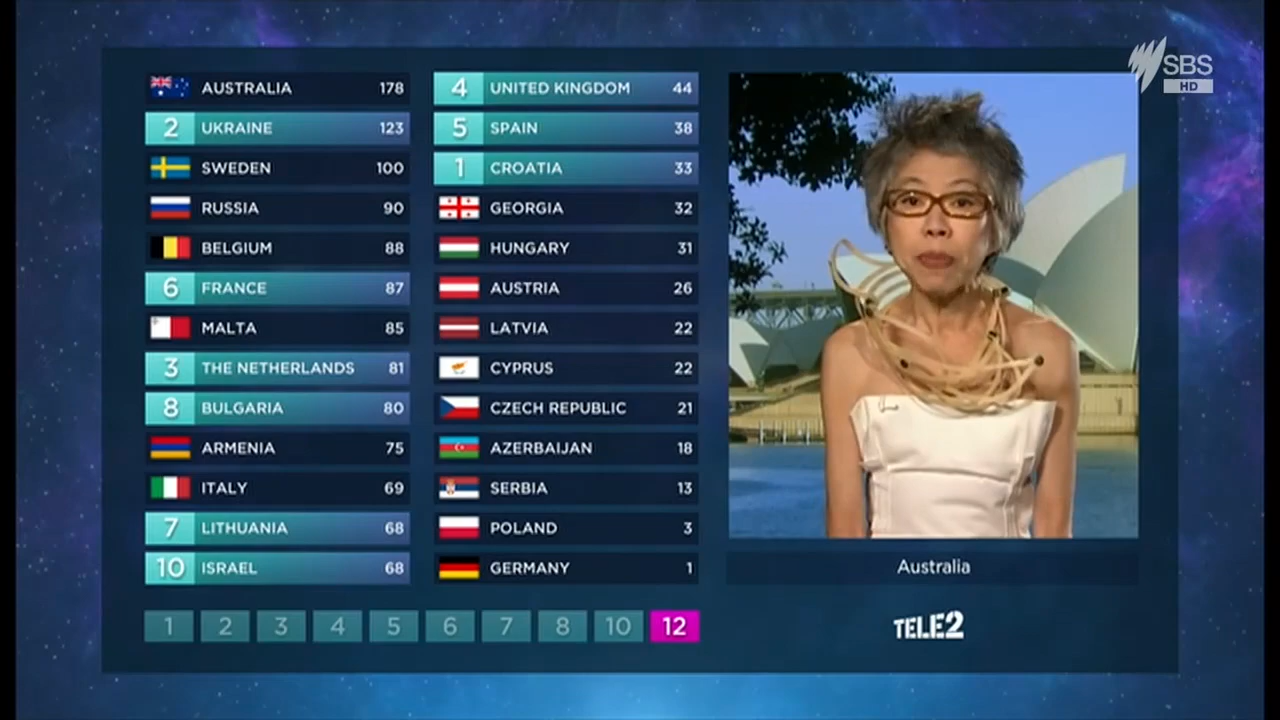 SBS
HD
AUSTRALIA 178
2 UKRAINE 123
SWEDEN 100
RUSSIA 90
BELGIUM 88
6 FRANCE 87
MALTA 85
3 THE NETHERLANDS 81
8 BULGARIA 80
ARMENIA 75
ITALY 69
7 LITHUANIA 68
10 ISRAEL 68
4 UNITED KINGDOM 44
5 SPAIN 38
1 CROATIA 33
GEORGIA 32
HUNGARY 31
AUSTRIA 26
LATVIA 22
CYPRUS 22
CZECH REPUBLIC 21
AZERBAIJAN 18
SERBIA 13
POLAND 3
GERMANY 1
1 2 3 4 5 6 7 8 10 12
Australia
TELE2